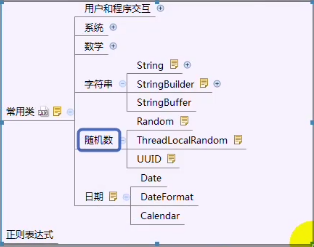 用户和程序交互
系统
数学
字符串
String
StringBuilder
StringBuffer
常用类
随机数
Random
ThreadLocalRandom
UUID
日期
Date
DateFormat
Calendar
正则表达式